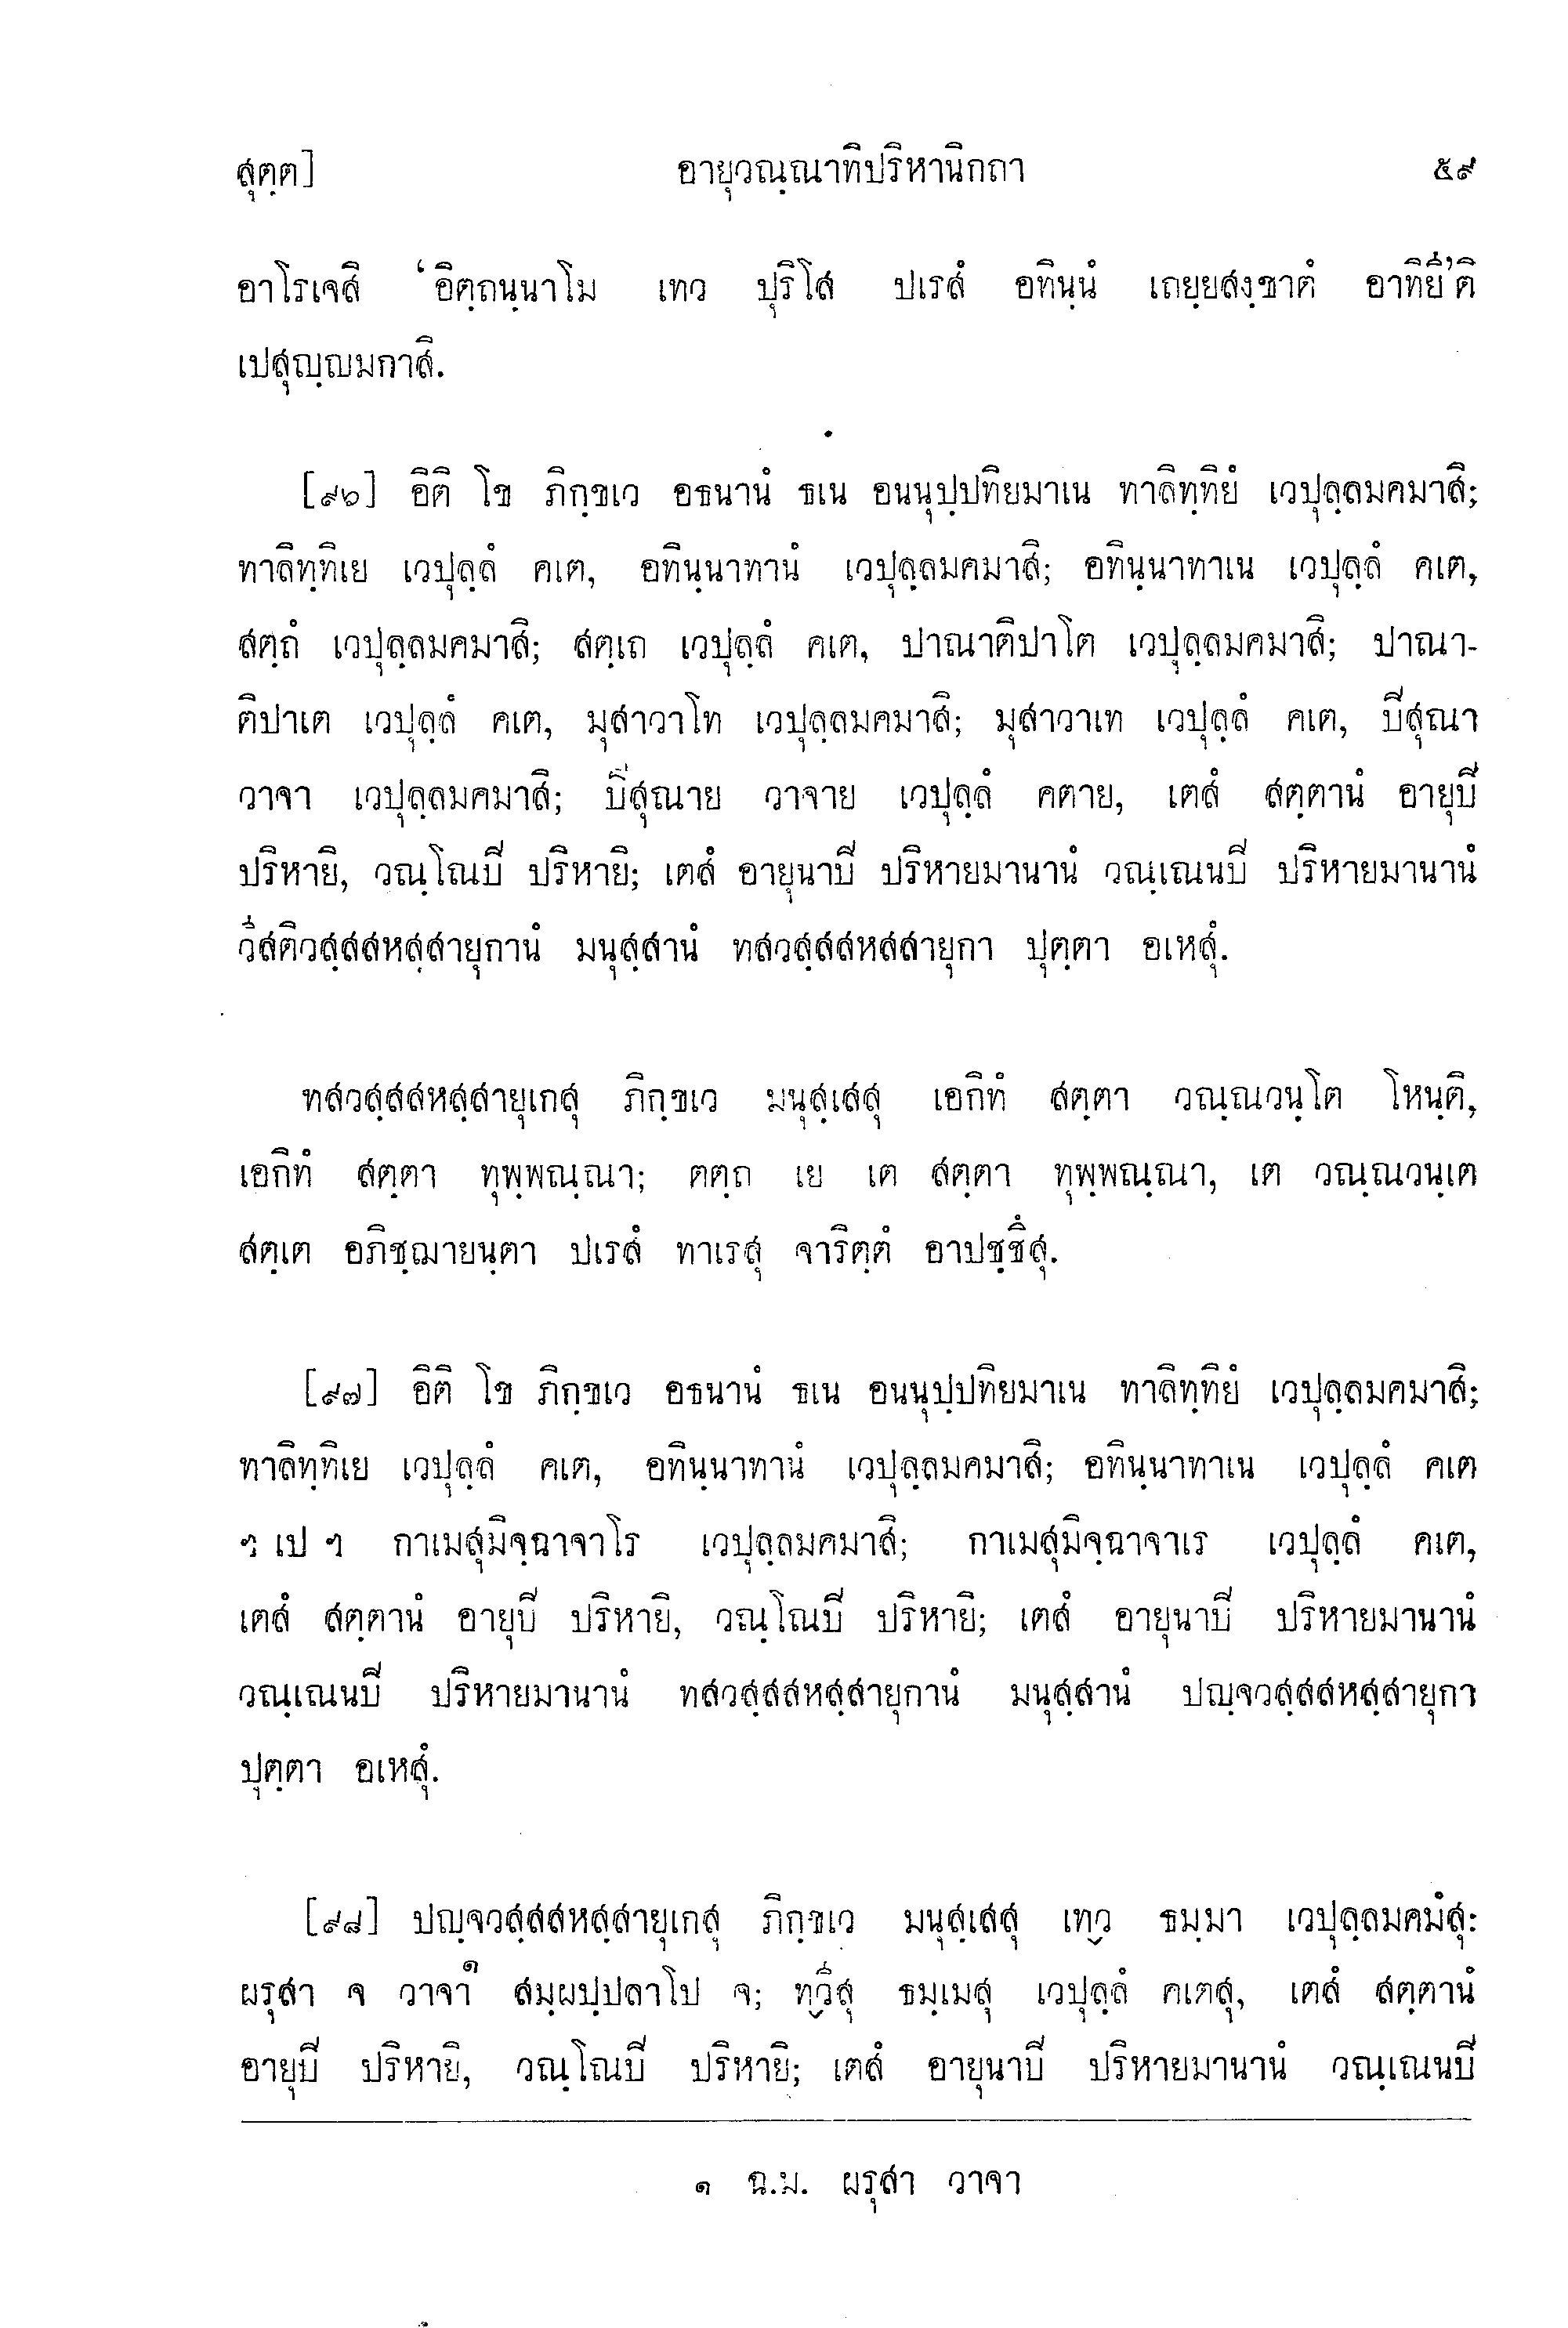 สุตฺต]	อายุวณฺณาทิปริหานิกถา	๕๙
อาโรเจสิ ‘อิตฺถนฺนาโม เทว ปุริโส ปเรสํ อทินฺนํ เถยฺยสงฺขาตํ อาทิยี’ติ
เปสุญฺญมกาสิ.
[๙๖] อิติ โข ภิกฺขเว อธนานํ ธเน อนนุปฺปทิยมาเน ทาลิทฺทิยํ เวปุลฺลมคมาสิ;
ทาลิทฺทิเย เวปุลฺลํ คเต, อทินฺนาทานํ เวปุลฺลมคมาสิ; อทินฺนาทาเน เวปุลฺลํ คเต,
สตฺถํ เวปุลฺลมคมาสิ; สตฺเถ เวปุลฺลํ คเต, ปาณาติปาโต เวปุลฺลมคมาสิ; ปาณา-
ติปาเต เวปุลฺลํ คเต, มุสาวาโท เวปุลฺลมคมาสิ; มุสาวาเท เวปุลฺลํ คเต, ปิสุณา
วาจา เวปุลฺลมคมาสิ; ปิสุณาย วาจาย เวปุลฺลํ คตาย, เตสํ สตฺตานํ อายุปิ
ปริหายิ, วณฺโณปิ ปริหายิ; เตสํ อายุนาปิ ปริหายมานานํ วณฺเณนปิ ปริหายมานานํ
วึสติวสฺสสหสฺสายุกานํ มนุสฺสานํ ทสวสฺสสหสสายุกา ปุตฺตา อเหสุํ.
ทสวสฺสสหสฺสายุเกสุ ภิกฺขเว มนุสฺเสสุ เอกิทํ สตฺตา วณฺณวนฺโต โหนฺติ,
เอกิทํ สตฺตา ทุพฺพณฺณา; ตตฺถ เย เต สตฺตา ทุพฺพณฺณา, เต วณฺณวนฺเต
สตฺเต อภิชฺฌายนฺตา ปเรสํ ทาเรสุ จาริตฺตํ อาปชฺชึสุ.
[๙๗] อิติ โข ภิกฺขเว อธนานํ ธเน อนนุปฺปทิยมาเน ทาลิทฺทิยํ เวปุลฺลมคมาสิ;
ทาลิทฺทิเย เวปุลฺลํ คเต, อทินฺนาทานํ เวปุลฺลมคมาสิ; อทินฺนาทาเน เวปุลฺลํ คเต
ฯ เป ฯ กาเมสุมิจฺฉาจาโร เวปุลฺลมคมาสิ; กาเมสุมิจฺฉาจาเร เวปุลฺลํ คเต,
เตสํ สตฺตานํ อายุปิ ปริหายิ, วณฺโณปิ ปริหายิ; เตสํ อายุนาปิ ปริหายมานานํ
วณฺเณนปิ ปริหายมานานํ ทสวสฺสสหสฺสายุกานํ มนุสฺสานํ ปญฺจวสฺสสหสฺสายุกา
ปุตฺตา อเหสุํ.
[๙๘] ปญฺจวสฺสสหสฺสายุเกสุ ภิกฺขเว มนุสฺเสสุ เทฺว ธมฺมา เวปุลฺลมคมํสุ:
ผรุสา จ วาจา๑ สมฺผปฺปลาโป จ; ทฺวีสุ ธมฺเมสุ เวปุลฺลํ คเตสุ, เตสํ สตฺตานํ
อายุปิ ปริหายิ, วณฺโณปิ ปริหายิ; เตสํ อายุนาปิ ปริหายมานานํ วณฺเณนปิ
๑ ฉ.ม. ผรุสา วาจา